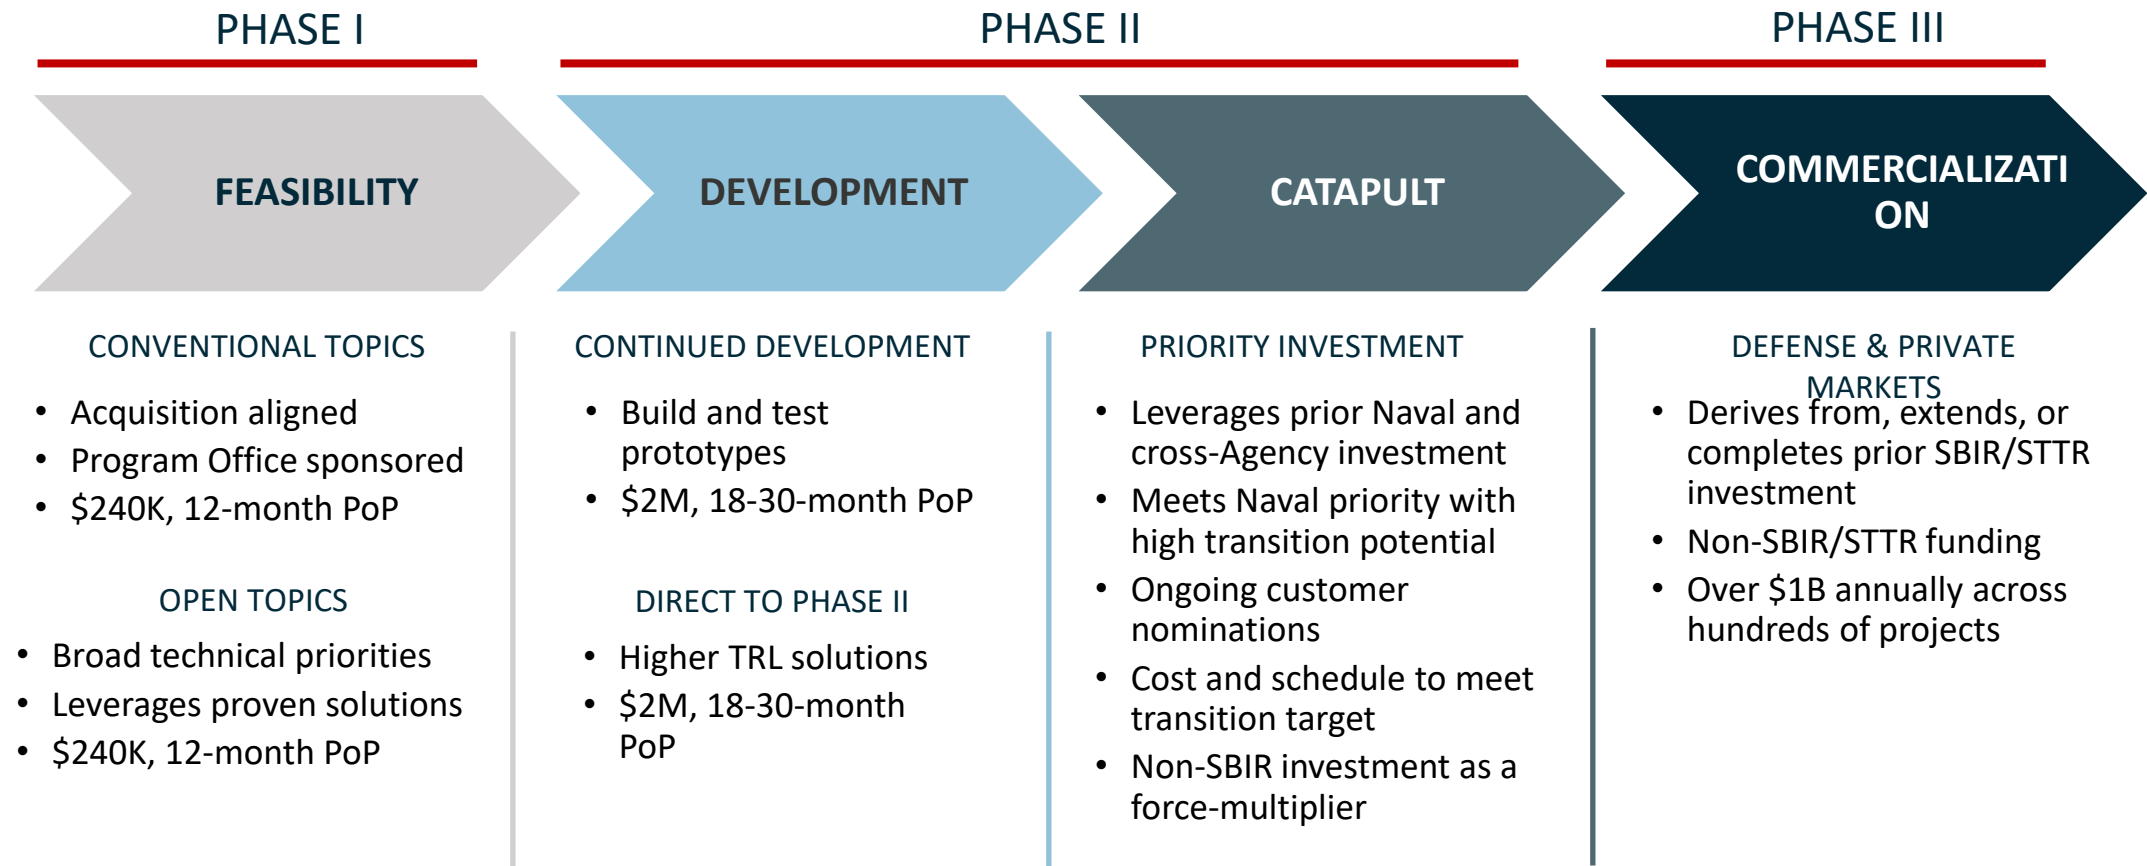 PHASE I
PHASE II
PHASE III
FEASIBILITY
DEVELOPMENT
CATAPULT
COMMERCIALIZATI
ON
CONVENTIONAL TOPICS
• Acquisition aligned
• Program Office sponsored
• $240K, 12-month PoP
OPEN TOPICS
• Broad technical priorities
• Leverages proven solutions
• $240K, 12-month PoP
CONTINUED DEVELOPMENT
• Build and test
prototypes
• $2M, 18-30-month PoP
DIRECT TO PHASE II
• Higher TRL solutions
• $2M, 18-30-month
PoP
PRIORITY INVESTMENT
• Leverages prior Naval and
cross-Agency investment
• Meets Naval priority with
high transition potential
• Ongoing customer
nominations
• Cost and schedule to meet
transition target
• Non-SBIR investment as a
force-multiplier
DEFENSE & PRIVATE
MARKETS
• Derives from, extends, or
completes prior SBIR/STTR
investment
• Non-SBIR/STTR funding
• Over $1B annually across
hundreds of projects